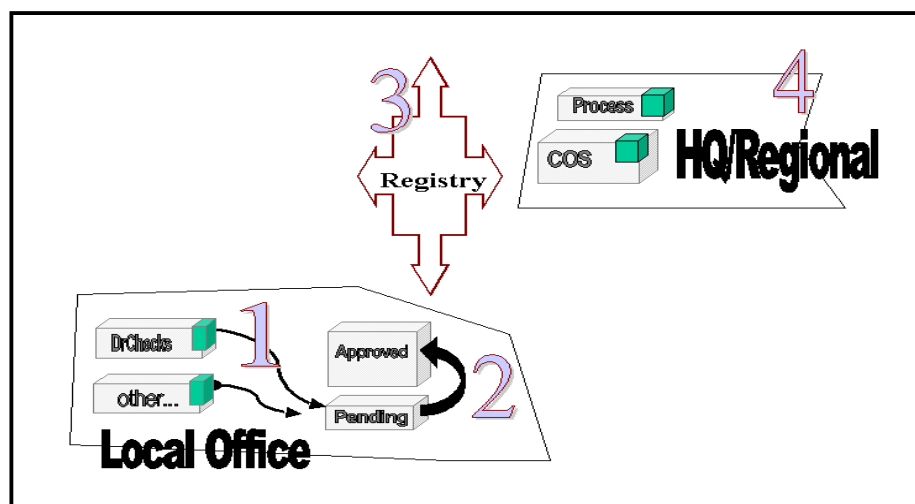 3
4
Process
COS
HQ/Regional
Registry
1
DrChecks
Approved
2
other...
Pending
Local Office